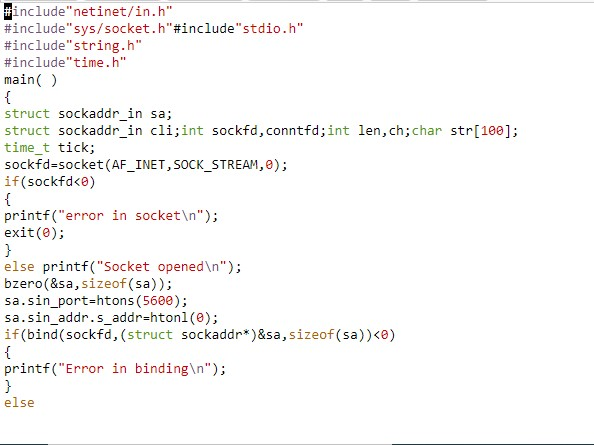 #include"netinet/in.h"
#include"sys/socket.h"#include"stdio.h"
#include"string.h"
#include"time.h"
main( )
{
struct sockaddr_in sa;
struct sockaddr_in cli;int sockfd,conntfd;int len,ch;char str[100];
time_t tick;
sockfd=socket(AF_INET,SOCK_STREAM,0);
if(sockfd<0)
{
printf("error in socket\n");
exit(0);
}
else printf("Socket opened\n");
bzero(&sa,sizeof(sa));
sa.sin_port=htons(5600);
sa.sin_addr.s_addr=htonl(0);
if(bind(sockfd,(struct sockaddr*)&sa,sizeof(sa))<0)
{
printf("Error in binding\n");
}
else